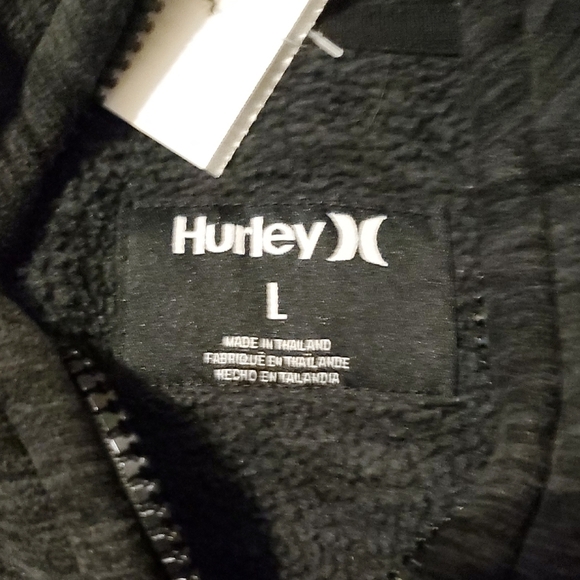 Hurley
L
MADE IN THAILAND
FABRIQUÉ EN THAÏLANDE
HECHO EN TAILANDIA